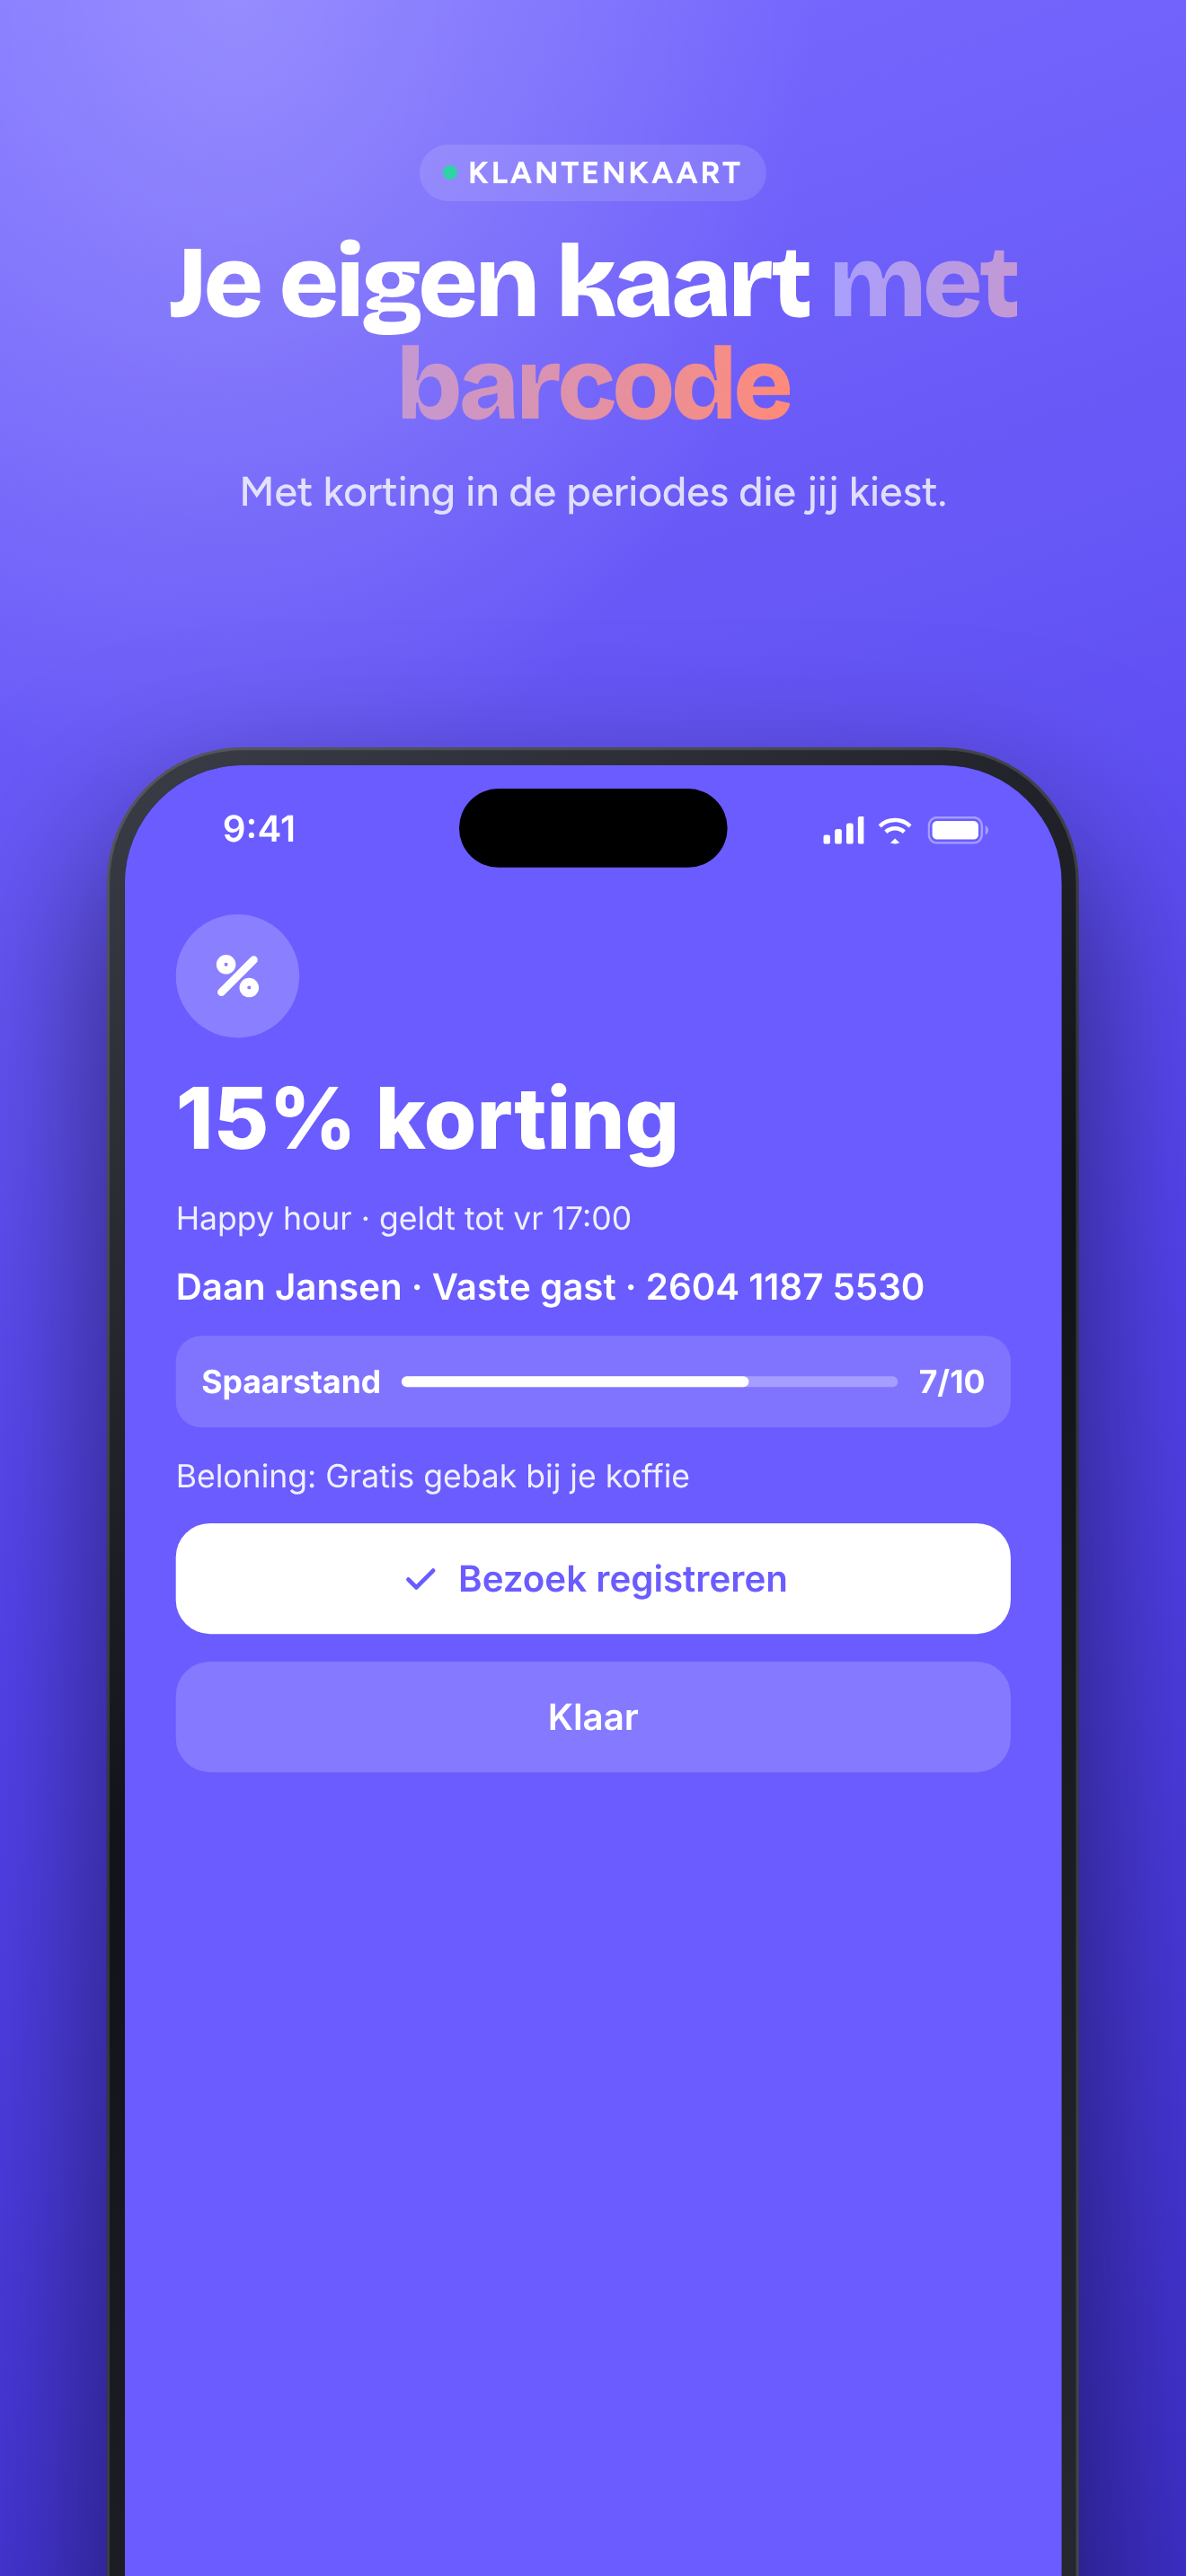 KLANTENKAART
Je eigen kaart met
barcode
Met korting in de periodes die jij kiest.
9:41
15% korting
Happy hour · geldt tot vr 17:00
Daan Jansen · Vaste gast · 2604 1187 5530
Spaarstand 7/10
Beloning: Gratis gebak bij je koffie
Bezoek registreren
Klaar